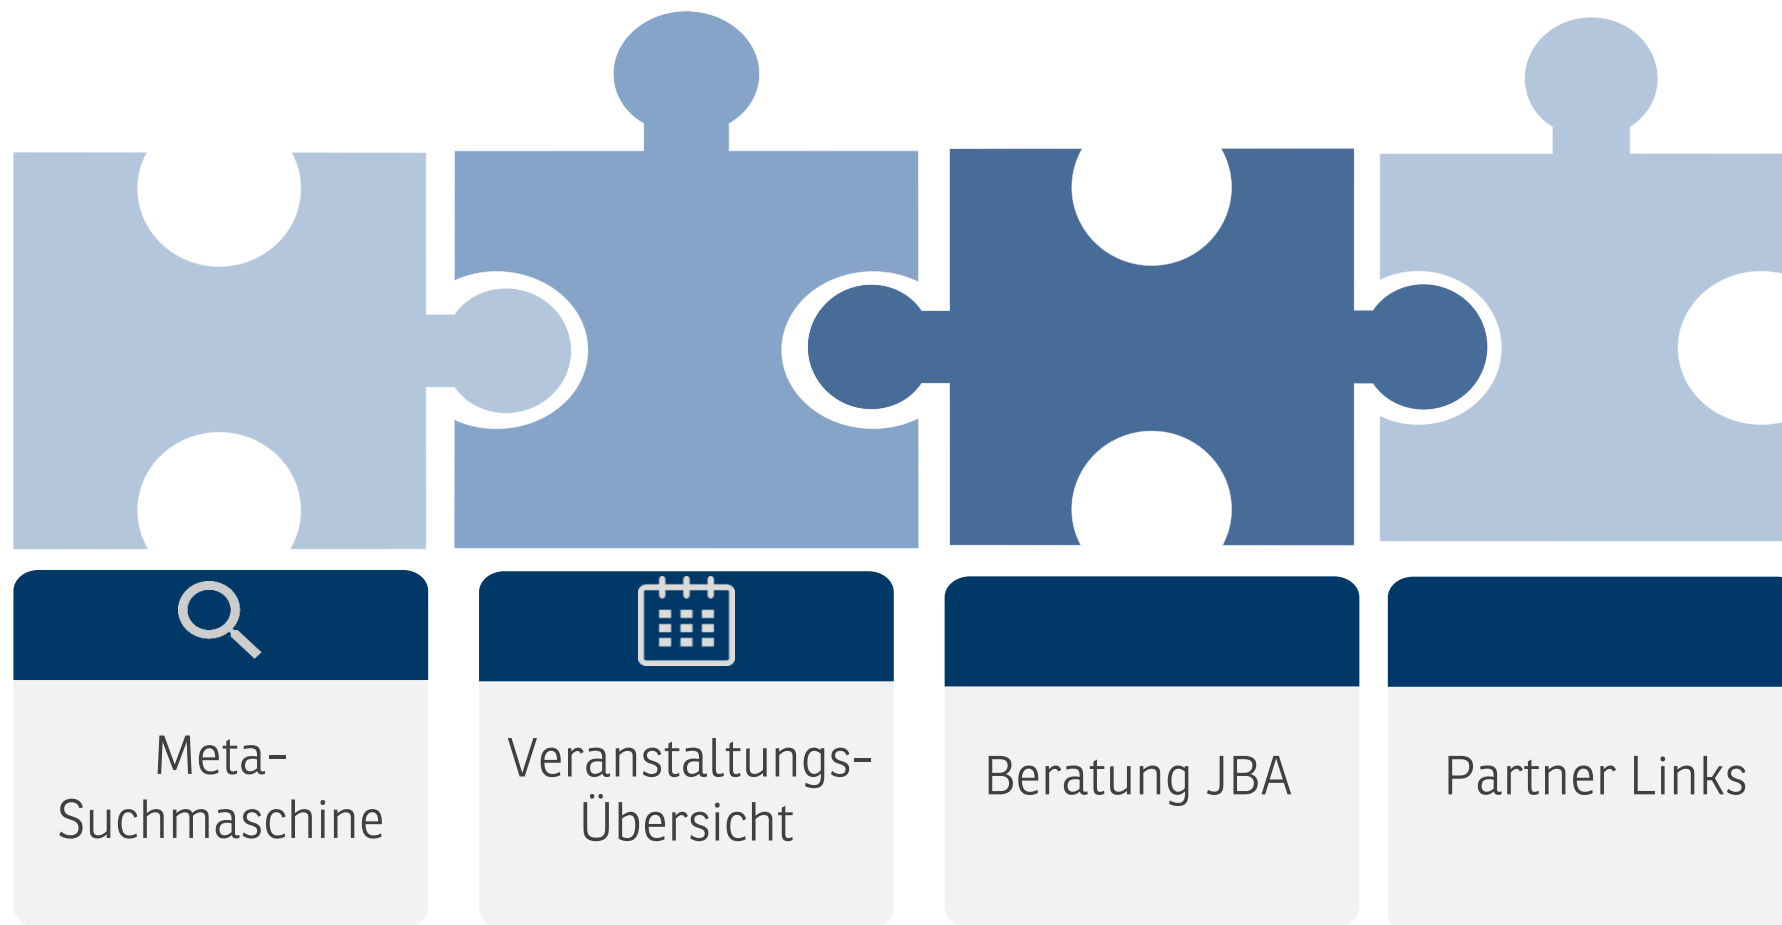 Meta-
Suchmaschine
Veranstaltungs-
Übersicht
Beratung JBA
Partner Links